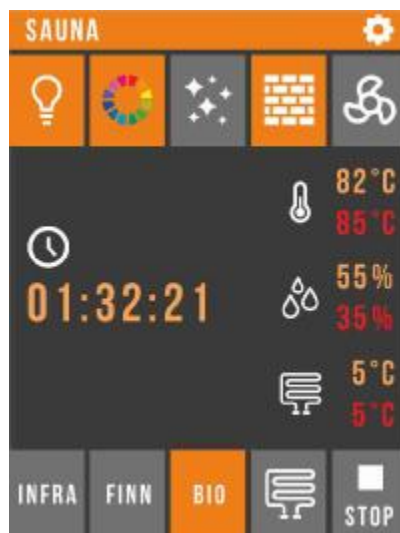 SAUNA
82°C
85°C
01:32:21
55%
35%
5°C
5°C
INFRA FINN BIO STOP